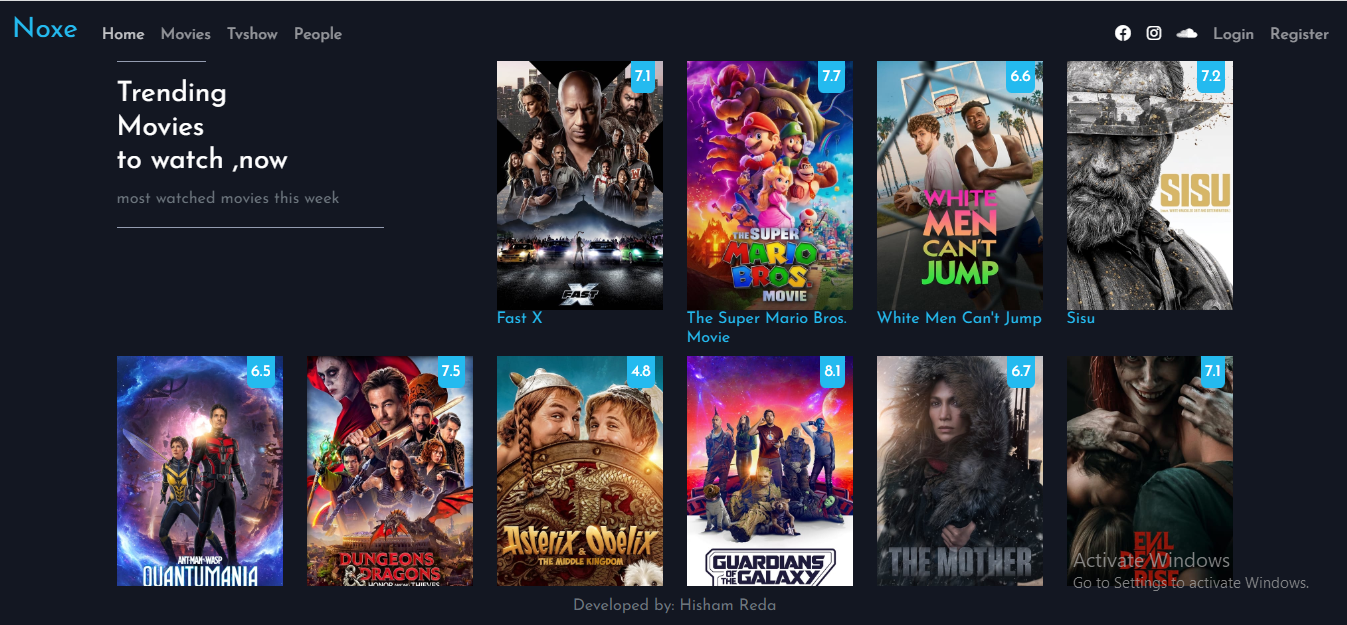 Noxe Home Movies Tvshow People Login Register
Trending
Movies
to watch ,now
most watched movies this week
7.1
FAST X
Fast X
7.7
THE SUPER
MARIO
BROS.
MOVIE
The Super Mario Bros.
Movie
6.6
WHITE
MEN
CAN'T
JUMP
White Men Can't Jump
7.2
SISU
Sisu
6.5
ANT-MAN AND THE WASP
QUANTUMANIA
7.5
DUNGEONS
& DRAGONS
HONOR AMONG THIEVES
4.8
Astérix & Obélix
THE MIDDLE KINGDOM
8.1
GUARDIANS
OF THE GALAXY
6.7
THE MOTHER
7.1
EVIL
DEAD
RISE
Activate Windows
Go to Settings to activate Windows.
Developed by: Hisham Reda